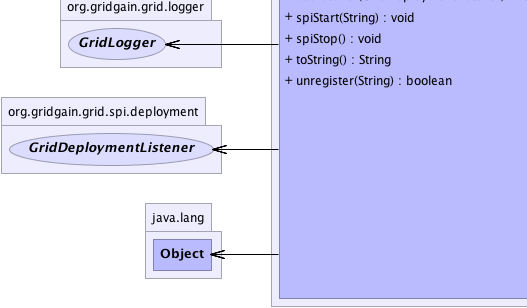 org.gridgain.grid.logger
GridLogger
+ spiStart(String) : void
+ spiStop() : void
+ toString() : String
+ unregister(String) : boolean
org.gridgain.grid.spi.deployment
GridDeploymentListener
java.lang
Object